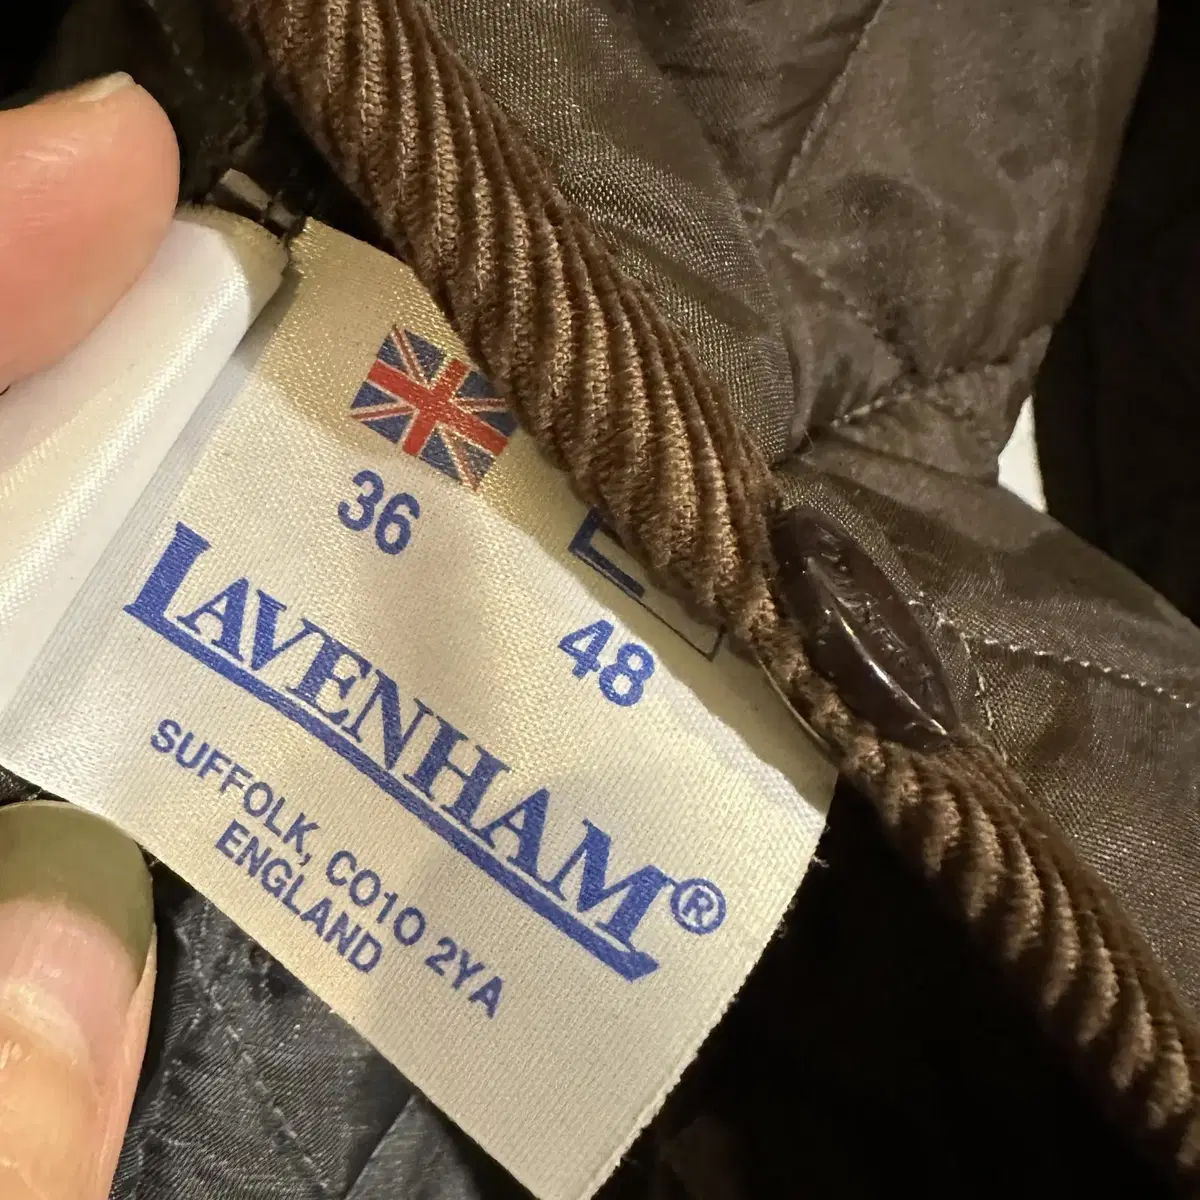 36
48
LAVENHAM®
SUFFOLK, CO10 2YA
ENGLAND